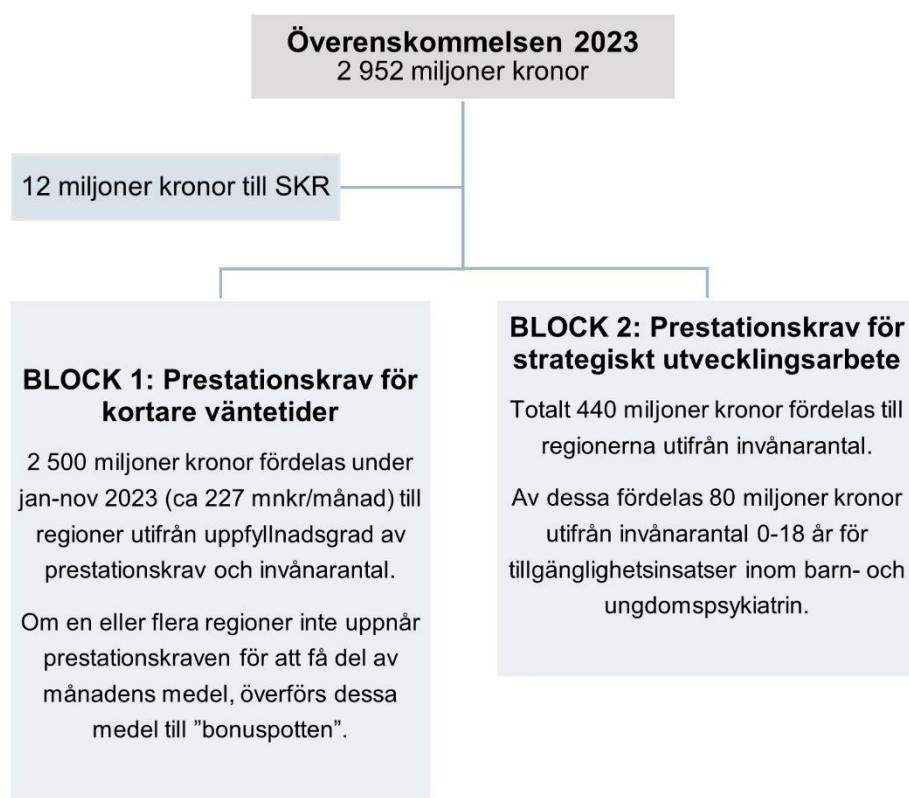 Överenskommelsen 2023
2 952 miljoner kronor
12 miljoner kronor till SKR
BLOCK 1: Prestationskrav för
kortare väntetider
2 500 miljoner kronor fördelas under
jan-nov 2023 (ca 227 mnkr/månad) till
regioner utifrån uppfyllnadsgrad av
prestationskrav och invånarantal.
Om en eller flera regioner inte uppnår
prestationskraven för att få del av
månadens medel, överförs dessa
medel till ”bonuspotten”.
BLOCK 2: Prestationskrav för
strategiskt utvecklingsarbete
Totalt 440 miljoner kronor fördelas till
regionerna utifrån invånarantal.
Av dessa fördelas 80 miljoner kronor
utifrån invånarantal 0-18 år för
tillgänglighetsinsatser inom barn- och
ungdomspsykiatrin.